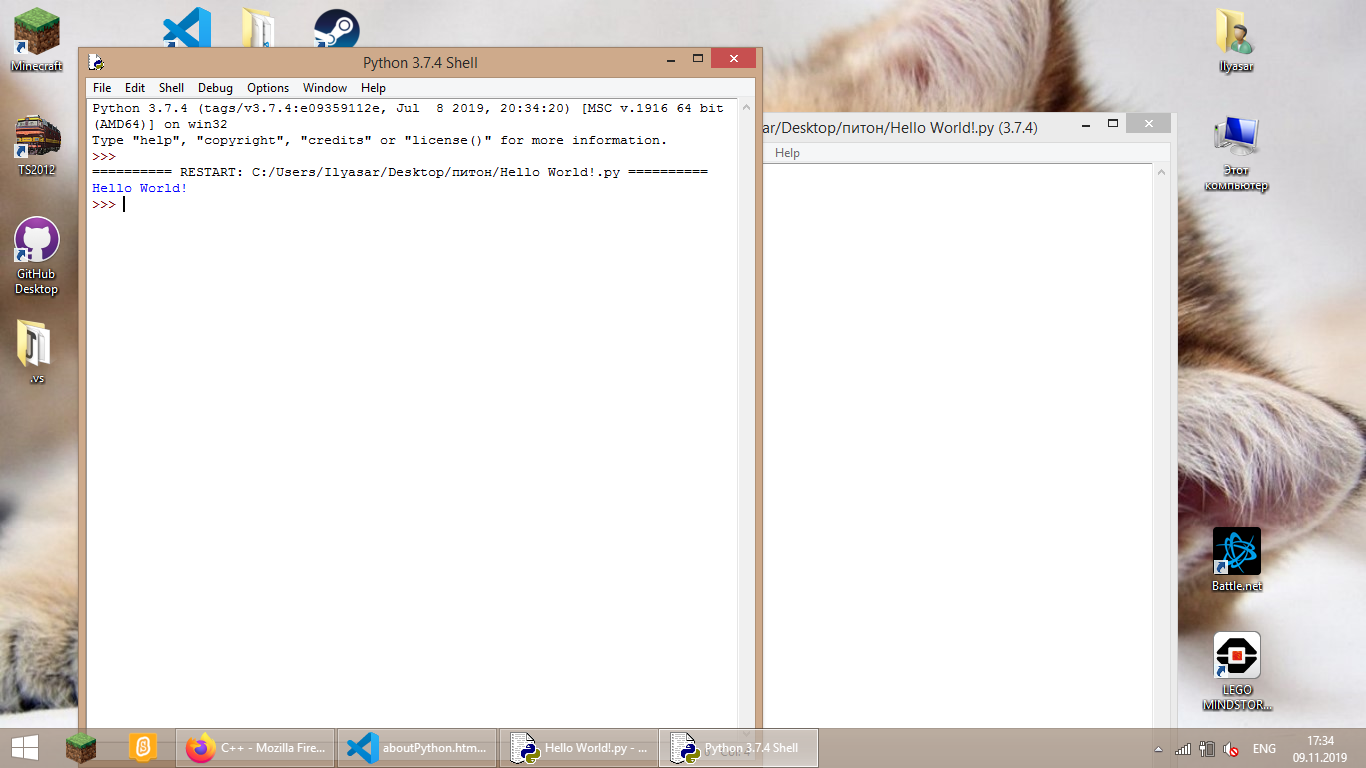 Minecraft
TS2012
GitHub
Desktop
.vs
Python 3.7.4 Shell
File Edit Shell Debug Options Window Help
Python 3.7.4 (tags/v3.7.4:e09359112e, Jul  8 2019, 20:34:20) [MSC v.1916 64 bit
(AMD64)] on win32
Type "help", "copyright", "credits" or "license()" for more information.
>>>
========== RESTART: C:/Users/Ilyasar/Desktop/питон/Hello World!.py ==========
Hello World!
>>>
ar/Desktop/питон/Hello World!.py (3.7.4)
Help
Ilyasar
Этот
компьютер
Battle.net
LEGO
MINDSTOR...
C++ - Mozilla Fire...
aboutPython.htm...
Hello World!.py - ...
Python 3.7.4 Shell
ENG
17:34
09.11.2019